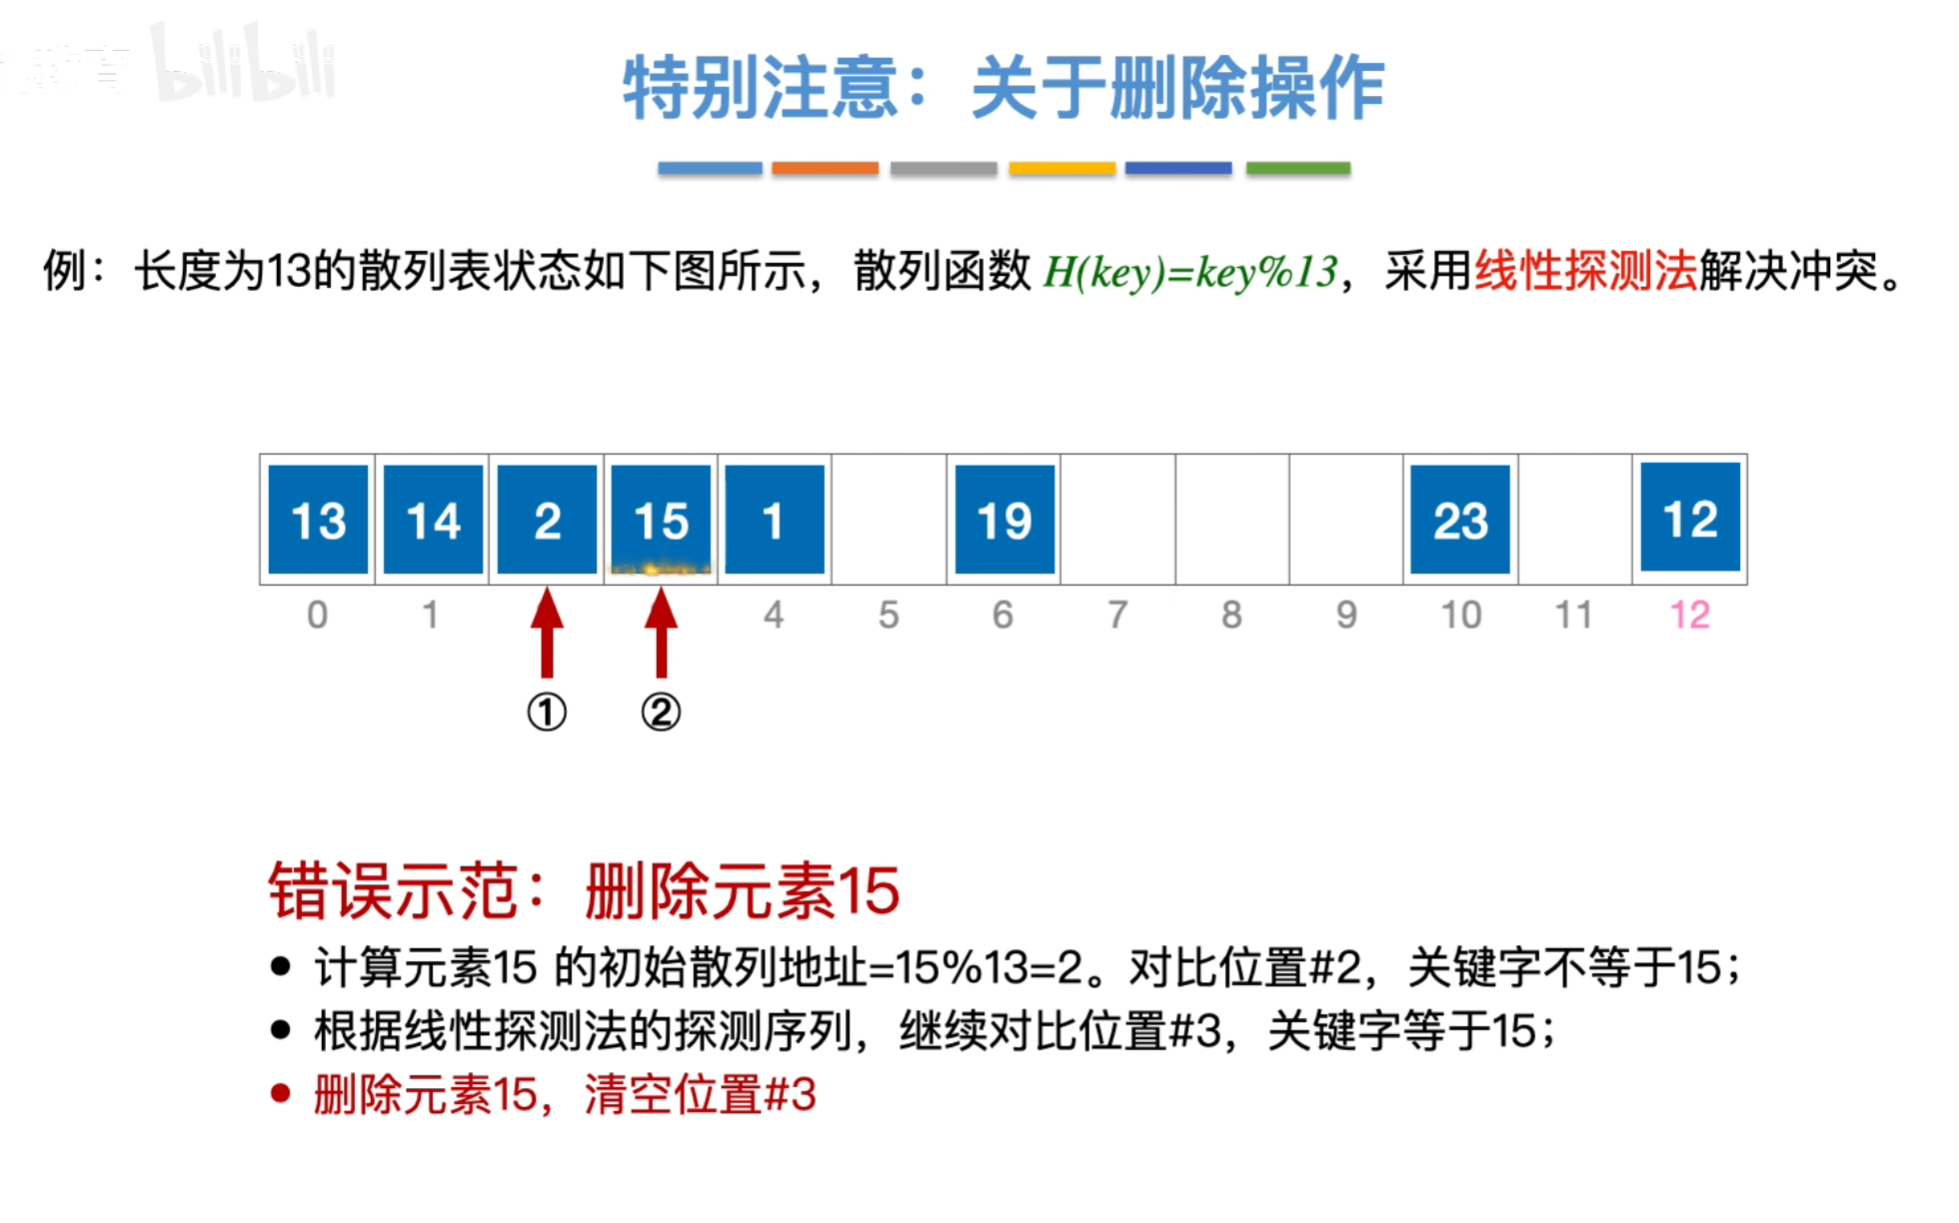 教育 bilibili
特别注意：关于删除操作
例：长度为13的散列表状态如下图所示，散列函数 H(key)=key%13，采用线性探测法解决冲突。
13 14 2 15 1 19 23 12
0 1 4 5 6 7 8 9 10 11 12
① ②
错误示范：删除元素15
● 计算元素15 的初始散列地址=15%13=2。对比位置#2，关键字不等于15；
● 根据线性探测法的探测序列，继续对比位置#3，关键字等于15；
● 删除元素15，清空位置#3